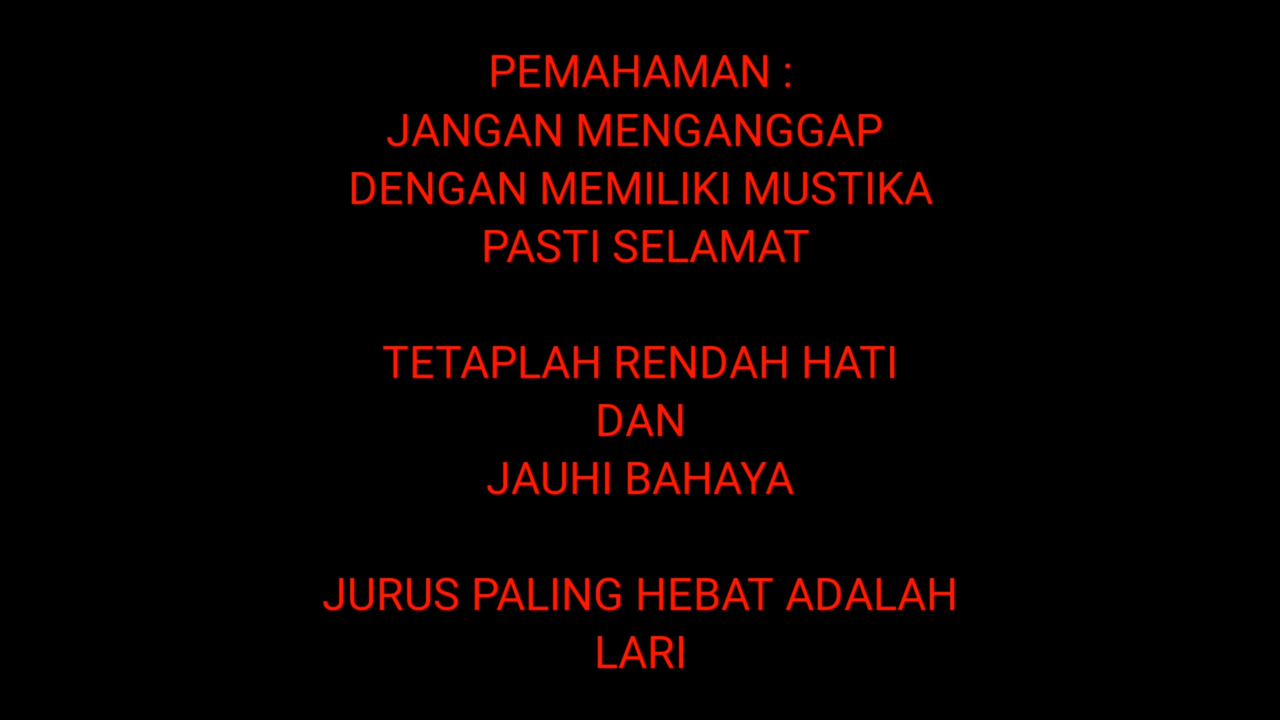 PEMAHAMAN :
JANGAN MENGANGGAP
DENGAN MEMILIKI MUSTIKA
PASTI SELAMAT
TETAPLAH RENDAH HATI
DAN
JAUHI BAHAYA
JURUS PALING HEBAT ADALAH
LARI